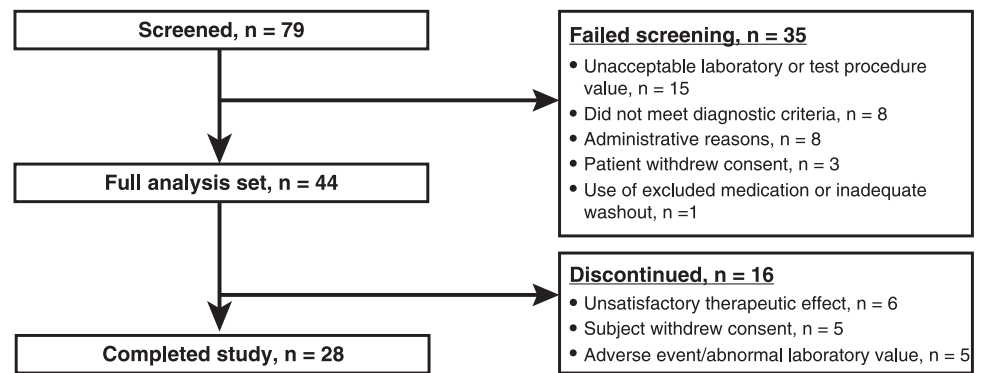 Screened, n = 79
Failed screening, n = 35
• Unacceptable laboratory or test procedure
value, n = 15
• Did not meet diagnostic criteria, n = 8
• Administrative reasons, n = 8
• Patient withdrew consent, n = 3
• Use of excluded medication or inadequate
washout, n =1
Full analysis set, n = 44
Discontinued, n = 16
• Unsatisfactory therapeutic effect, n = 6
• Subject withdrew consent, n = 5
• Adverse event/abnormal laboratory value, n = 5
Completed study, n = 28